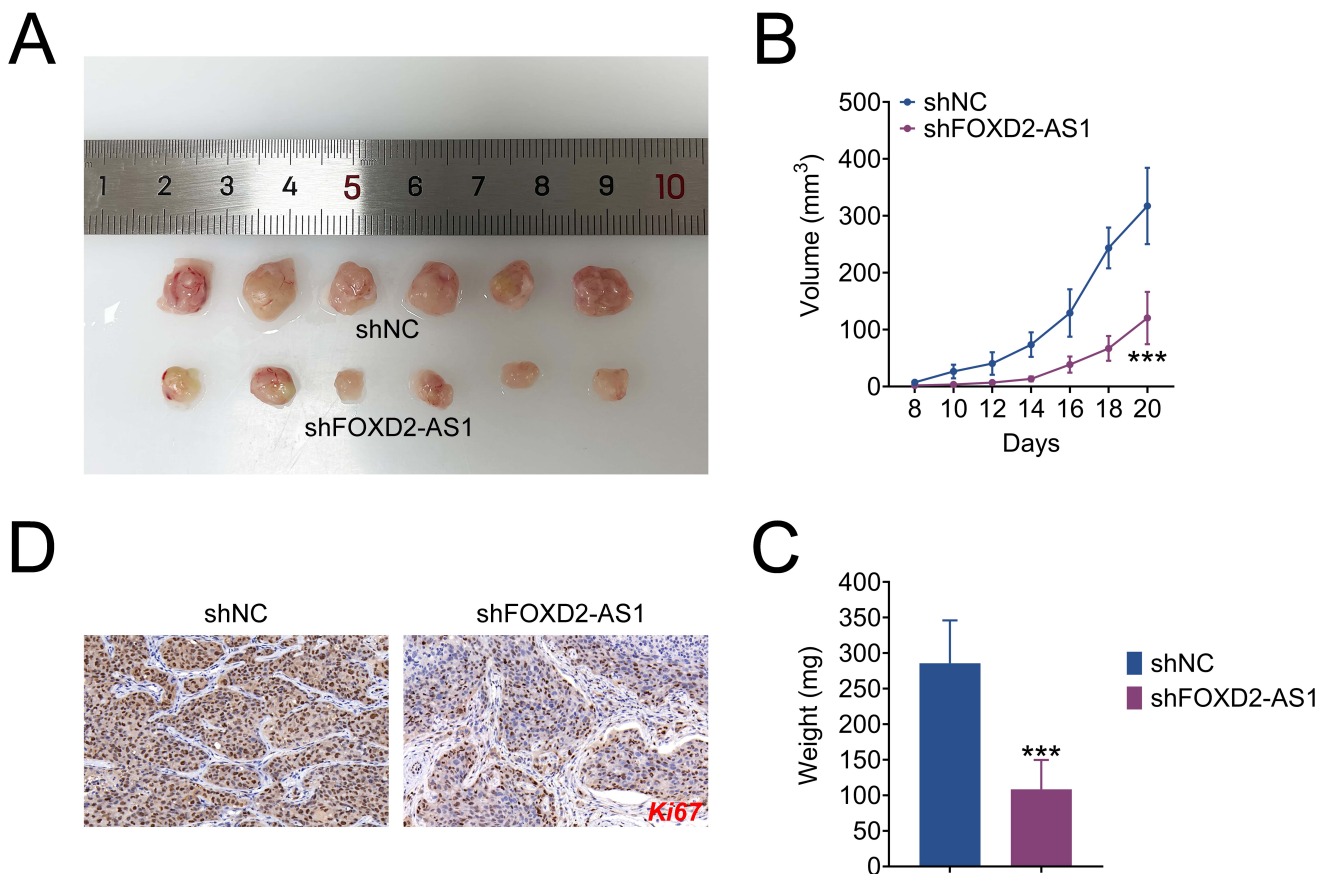 A
1 2 3 4 5 6 7 8 9 10
shNC
shFOXD2-AS1
B
500
400
300
200
100
0
Volume (mm³)
shNC
shFOXD2-AS1
***
8 10 12 14 16 18 20
Days
D
shNC
shFOXD2-AS1
Ki67
C
400
350
300
250
200
150
100
50
0
Weight (mg)
***
shNC
shFOXD2-AS1